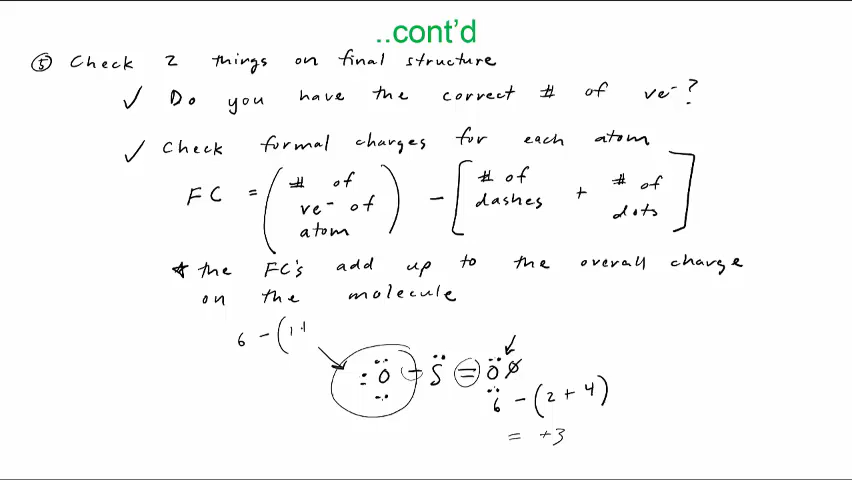 ..cont'd
⑤ Check 2 things on final structure
✓ Do you have the correct # of ve⁻?
✓ Check formal charges for each atom
FC = (# of ve⁻ of atom) - [# of dashes + # of dots]
* the FC's add up to the overall charge
on the molecule
6 - (1+
:O - S = O ∅
6 - (2 + 4)
= +3